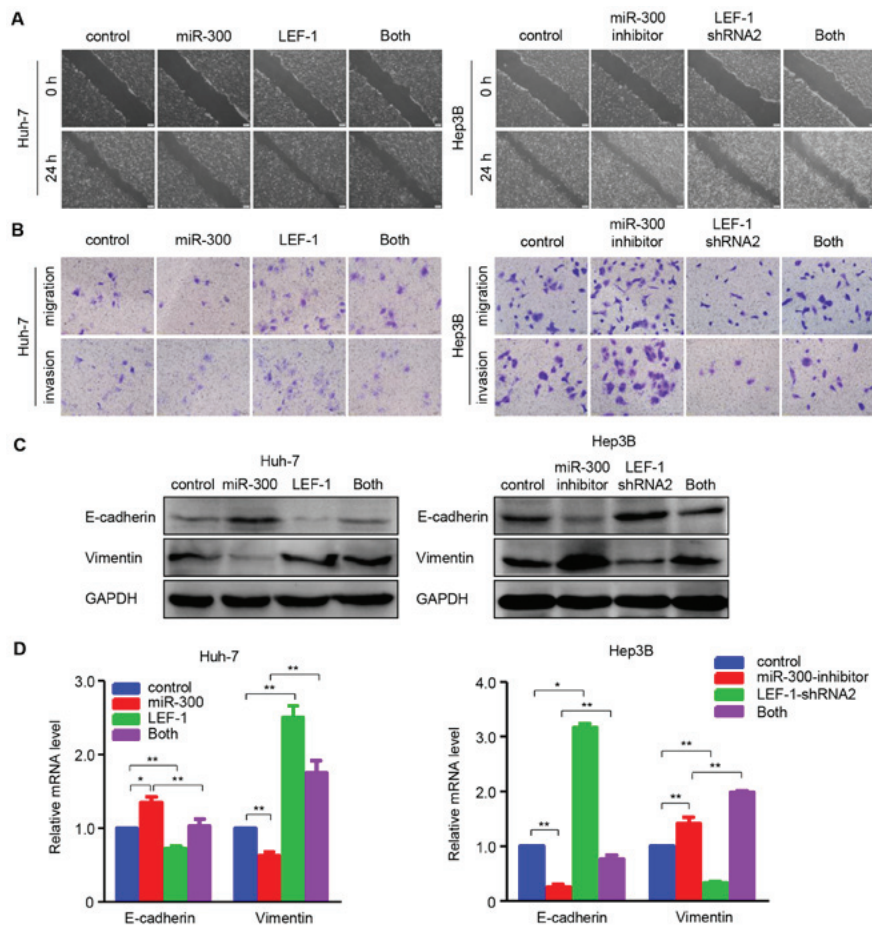 A
control miR-300 LEF-1 Both
control miR-300 inhibitor LEF-1 shRNA2 Both
Huh-7
0 h
24 h
Hep3B
0 h
24 h
B
control miR-300 LEF-1 Both
control miR-300 inhibitor LEF-1 shRNA2 Both
Huh-7
migration
invasion
Hep3B
migration
invasion
C
Huh-7
control miR-300 LEF-1 Both
E-cadherin
Vimentin
GAPDH
Hep3B
control miR-300 inhibitor LEF-1 shRNA2 Both
E-cadherin
Vimentin
GAPDH
D
Huh-7
Relative mRNA level
3.0
2.0
1.0
0
control
miR-300
LEF-1
Both
** ** ** * ** **
E-cadherin Vimentin
Hep3B
Relative mRNA level
4.0
3.0
2.0
1.0
0
control
miR-300-inhibitor
LEF-1-shRNA2
Both
* ** ** ** ** **
E-cadherin Vimentin